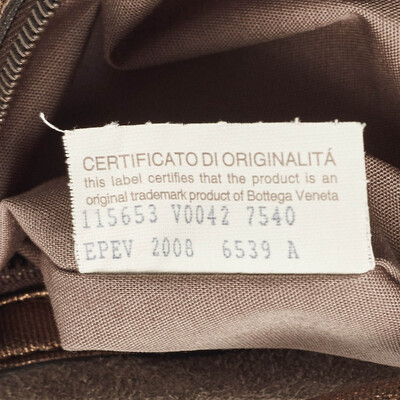 CERTIFICATO DI ORIGINALITÁ
this label certifies that the product is an
original trademark product of Bottega Veneta
115653 V0042 7540
EPEV 2008 6539 A